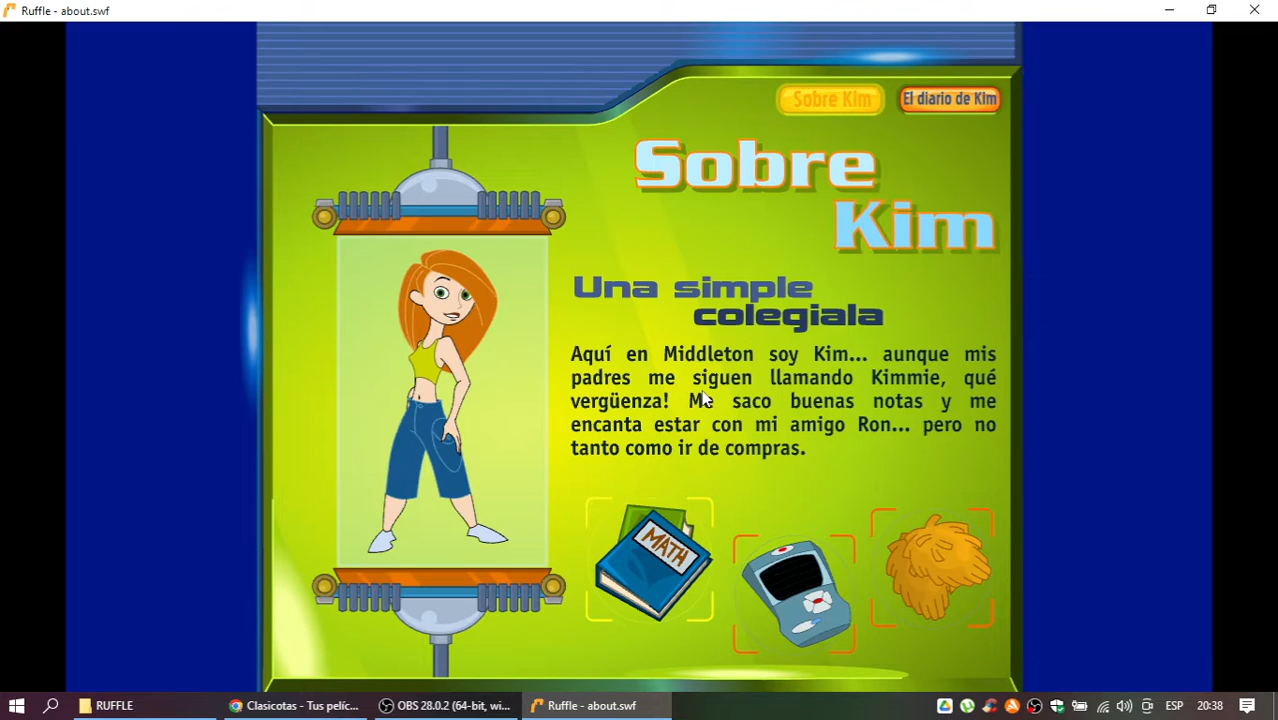 Ruffle - about.swf
Sobre Kim
El diario de Kim
Sobre
Kim
Una simple
colegiala
Aquí en Middleton soy Kim... aunque mis
padres me siguen llamando Kimmie, qué
vergüenza! Me saco buenas notas y me
encanta estar con mi amigo Ron... pero no
tanto como ir de compras.
MATH
RUFFLE
Clasicotas - Tus pelíc...
OBS 28.0.2 (64-bit, wi...
Ruffle - about.swf
ESP
20:38